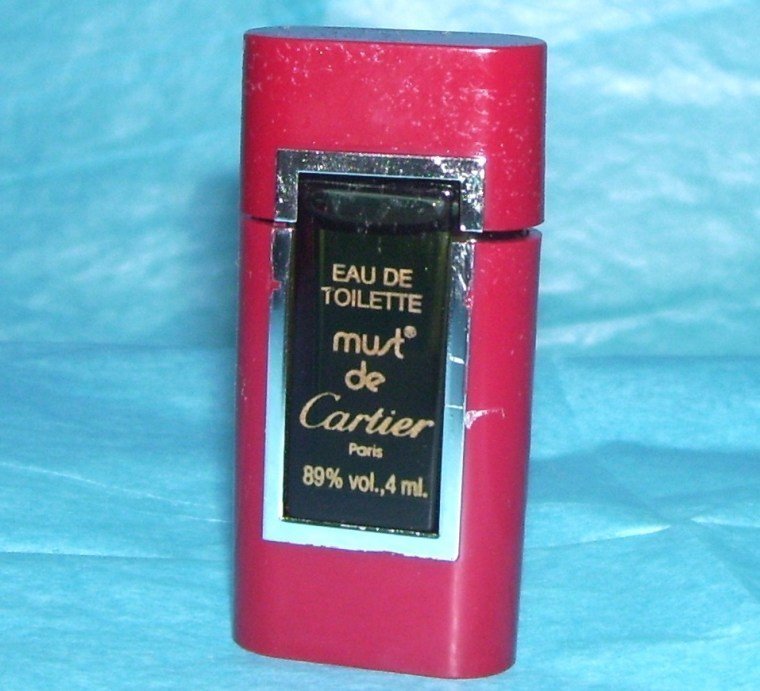 EAU DE
TOILETTE
must®
de
Cartier
Paris
89% vol.,4 ml.